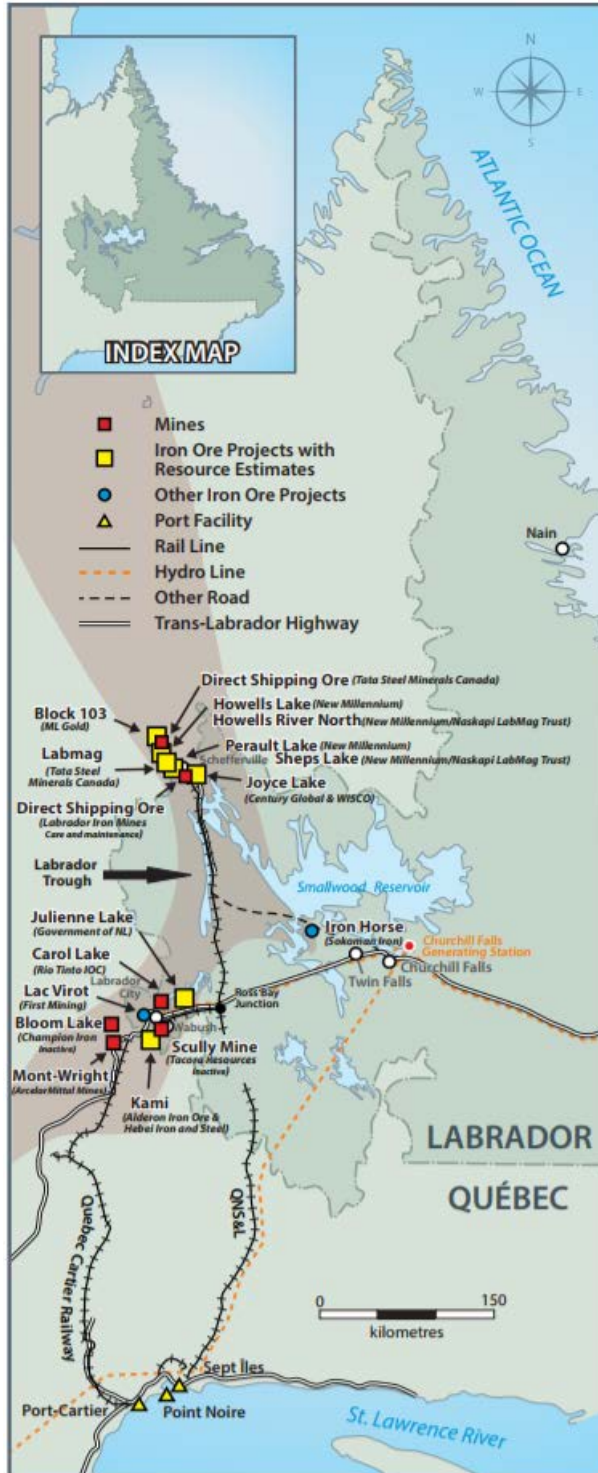 N
W
E
S
ATLANTIC OCEAN
INDEX MAP
Mines
Iron Ore Projects with
Resource Estimates
Other Iron Ore Projects
Port Facility
Rail Line
Hydro Line
Other Road
Trans-Labrador Highway
Nain
Direct Shipping Ore (Tata Steel Minerals Canada)
Howells Lake (New Millennium)
Howells River North (New Millennium/Naskapi LabMag Trust)
Block 103
(ML Gold)
Perault Lake (New Millennium)
Schefferville
Sheps Lake (New Millennium/Naskapi LabMag Trust)
Labmag
(Tata Steel
Minerals Canada)
Joyce Lake
(Century Global & WISCO)
Direct Shipping Ore
(Labrador Iron Mines
Care and maintenance)
Labrador
Trough
Smallwood Reservoir
Julienne Lake
(Government of NL)
Iron Horse
(Sokoman Iron)
Churchill Falls
Generating Station
Churchill Falls
Twin Falls
Carol Lake
(Rio Tinto IOC)
Labrador
City
Ross Bay
Junction
Lac Virot
(First Mining)
Wabush
Bloom Lake
(Champion Iron
Inactive)
Scully Mine
(Tacora Resources
Inactive)
Mont-Wright
(ArcelorMittal Mines)
Kami
(Alderon Iron Ore &
Hebei Iron and Steel)
LABRADOR
QUÉBEC
Quebec Cartier Railway
QNS&L
0
150
kilometres
Sept Îles
Port-Cartier
Point Noire
St. Lawrence River